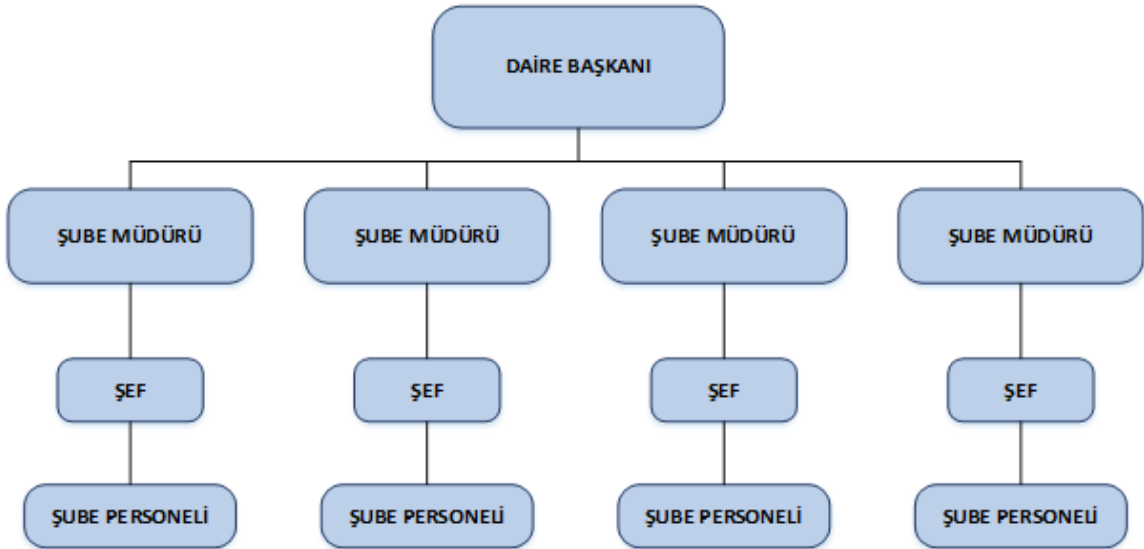 DAİRE BAŞKANI
ŞUBE MÜDÜRÜ ŞUBE MÜDÜRÜ ŞUBE MÜDÜRÜ ŞUBE MÜDÜRÜ
ŞEF ŞEF ŞEF ŞEF
ŞUBE PERSONELİ ŞUBE PERSONELİ ŞUBE PERSONELİ ŞUBE PERSONELİ